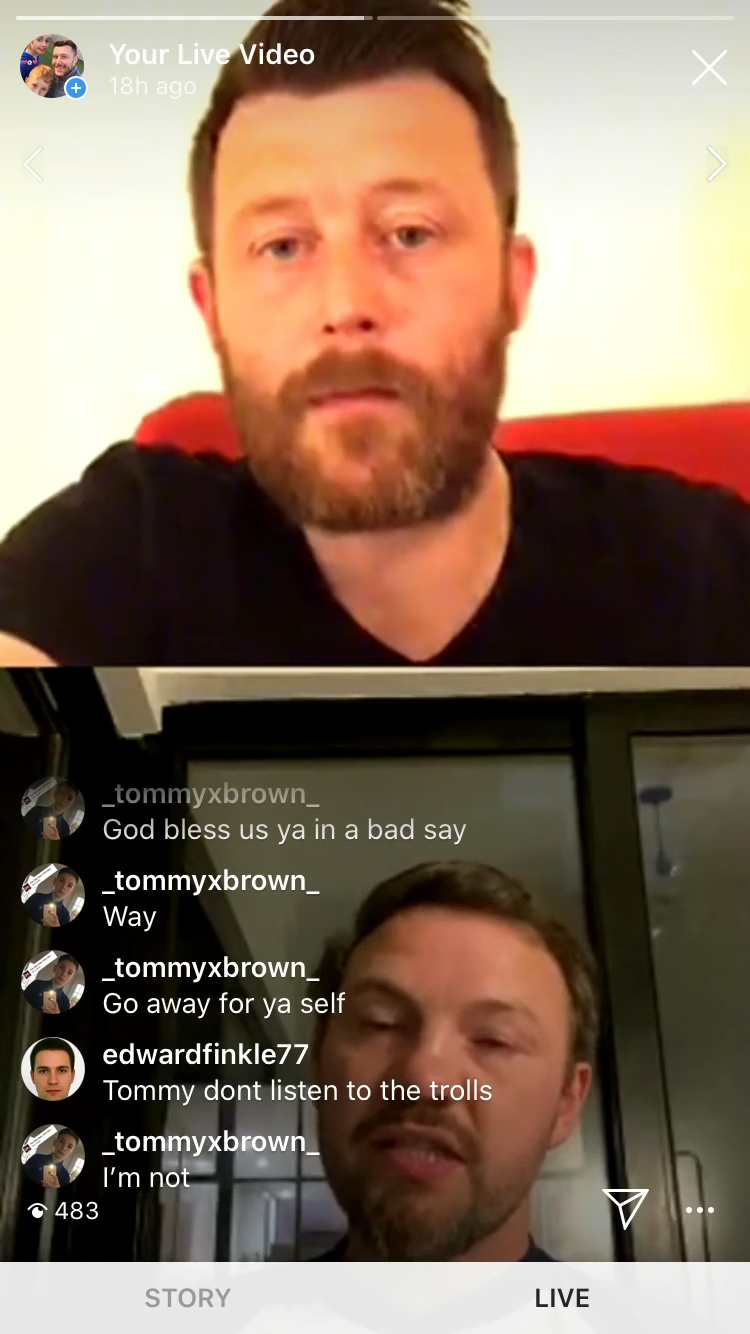 Your Live Video
18h ago
_tommyxbrown_
God bless us ya in a bad say
_tommyxbrown_
Way
_tommyxbrown_
Go away for ya self
edwardfinkle77
Tommy dont listen to the trolls
_tommyxbrown_
I'm not
483
STORY LIVE